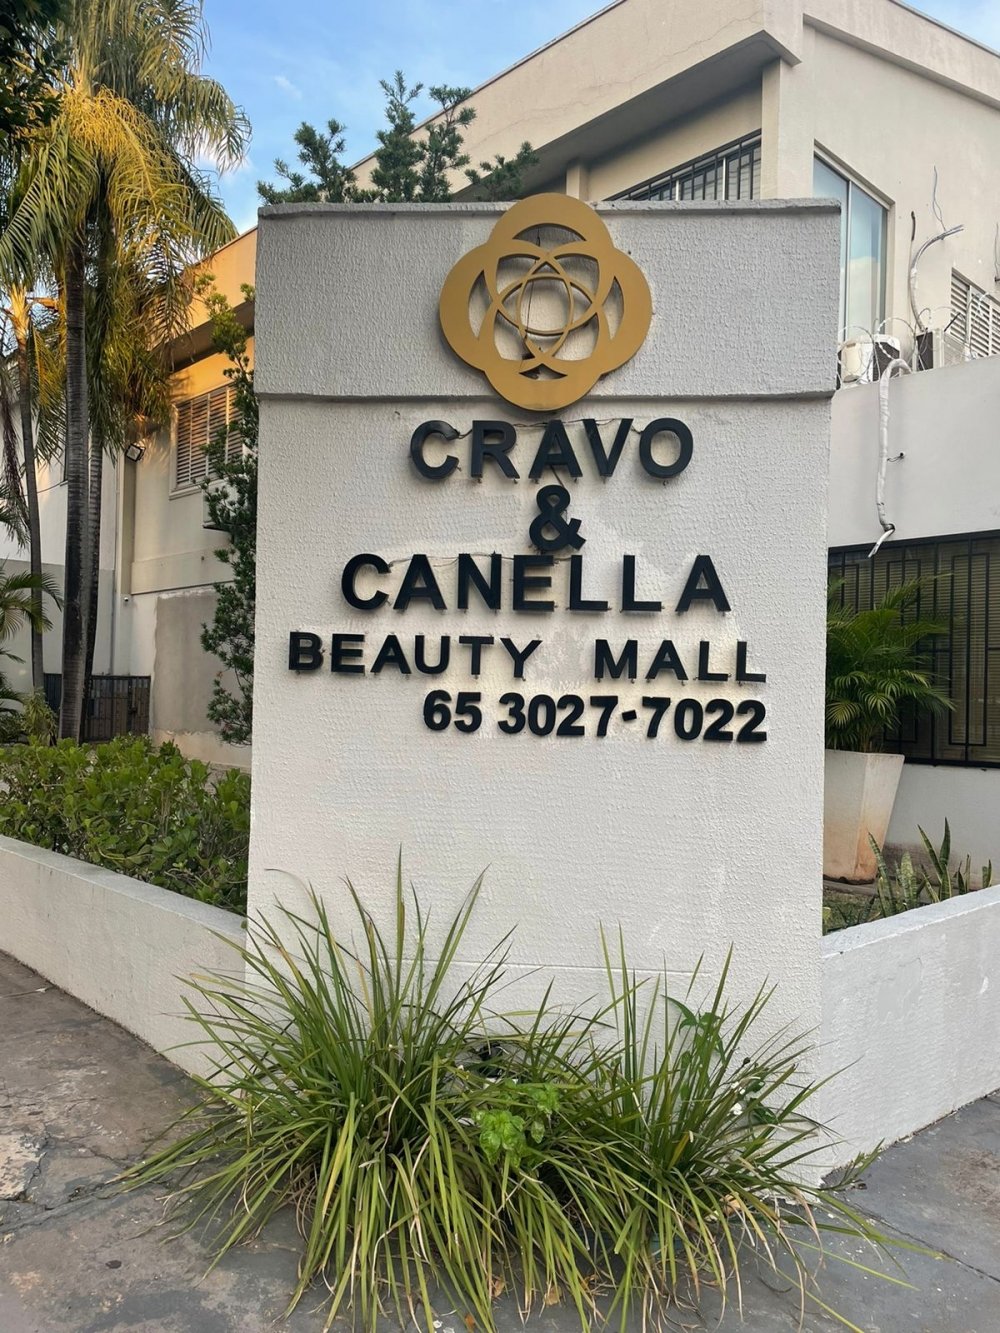 CRAVO
&
CANELLA
BEAUTY MALL
65 3027-7022